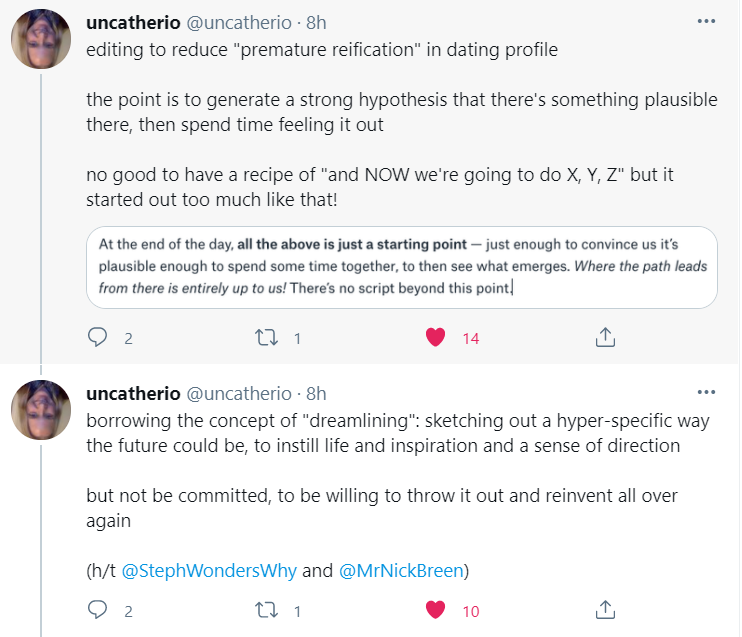 uncatherio @uncatherio · 8h
editing to reduce "premature reification" in dating profile
the point is to generate a strong hypothesis that there's something plausible
there, then spend time feeling it out
no good to have a recipe of "and NOW we're going to do X, Y, Z" but it
started out too much like that!
At the end of the day, all the above is just a starting point — just enough to convince us it's
plausible enough to spend some time together, to then see what emerges. Where the path leads
from there is entirely up to us! There's no script beyond this point.
2 1 14
uncatherio @uncatherio · 8h
borrowing the concept of "dreamlining": sketching out a hyper-specific way
the future could be, to instill life and inspiration and a sense of direction
but not be committed, to be willing to throw it out and reinvent all over
again
(h/t @StephWondersWhy and @MrNickBreen)
2 1 10